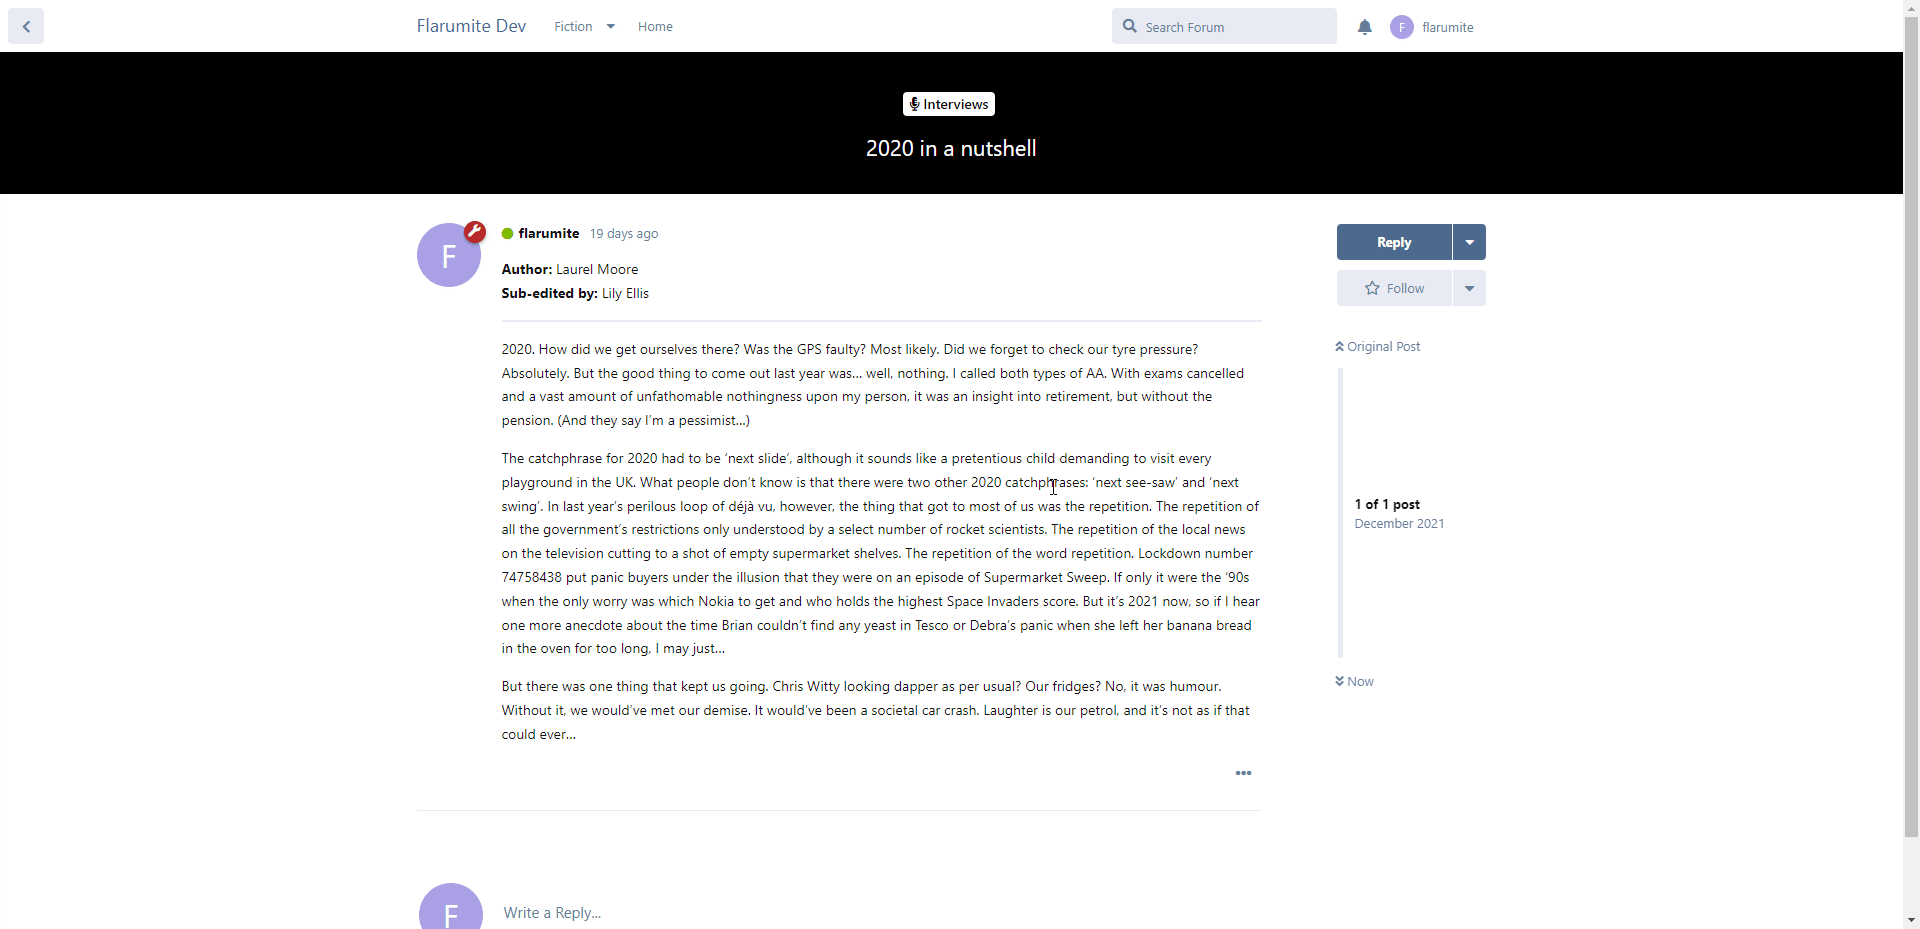 Flarumite Dev Fiction Home Search Forum F flarumite
Interviews
2020 in a nutshell
F flarumite 19 days ago
Author: Laurel Moore
Sub-edited by: Lily Ellis
2020. How did we get ourselves there? Was the GPS faulty? Most likely. Did we forget to check our tyre pressure?
Absolutely. But the good thing to come out last year was… well, nothing. I called both types of AA. With exams cancelled
and a vast amount of unfathomable nothingness upon my person, it was an insight into retirement, but without the
pension. (And they say I’m a pessimist…)
The catchphrase for 2020 had to be ‘next slide’, although it sounds like a pretentious child demanding to visit every
playground in the UK. What people don’t know is that there were two other 2020 catchphrases: ‘next see-saw’ and ‘next
swing’. In last year’s perilous loop of déjà vu, however, the thing that got to most of us was the repetition. The repetition of
all the government’s restrictions only understood by a select number of rocket scientists. The repetition of the local news
on the television cutting to a shot of empty supermarket shelves. The repetition of the word repetition. Lockdown number
74758438 put panic buyers under the illusion that they were on an episode of Supermarket Sweep. If only it were the ‘90s
when the only worry was which Nokia to get and who holds the highest Space Invaders score. But it’s 2021 now, so if I hear
one more anecdote about the time Brian couldn’t find any yeast in Tesco or Debra’s panic when she left her banana bread
in the oven for too long, I may just…
But there was one thing that kept us going. Chris Witty looking dapper as per usual? Our fridges? No, it was humour.
Without it, we would’ve met our demise. It would’ve been a societal car crash. Laughter is our petrol, and it’s not as if that
could ever…
F Write a Reply...
Reply
Follow
Original Post
1 of 1 post
December 2021
Now